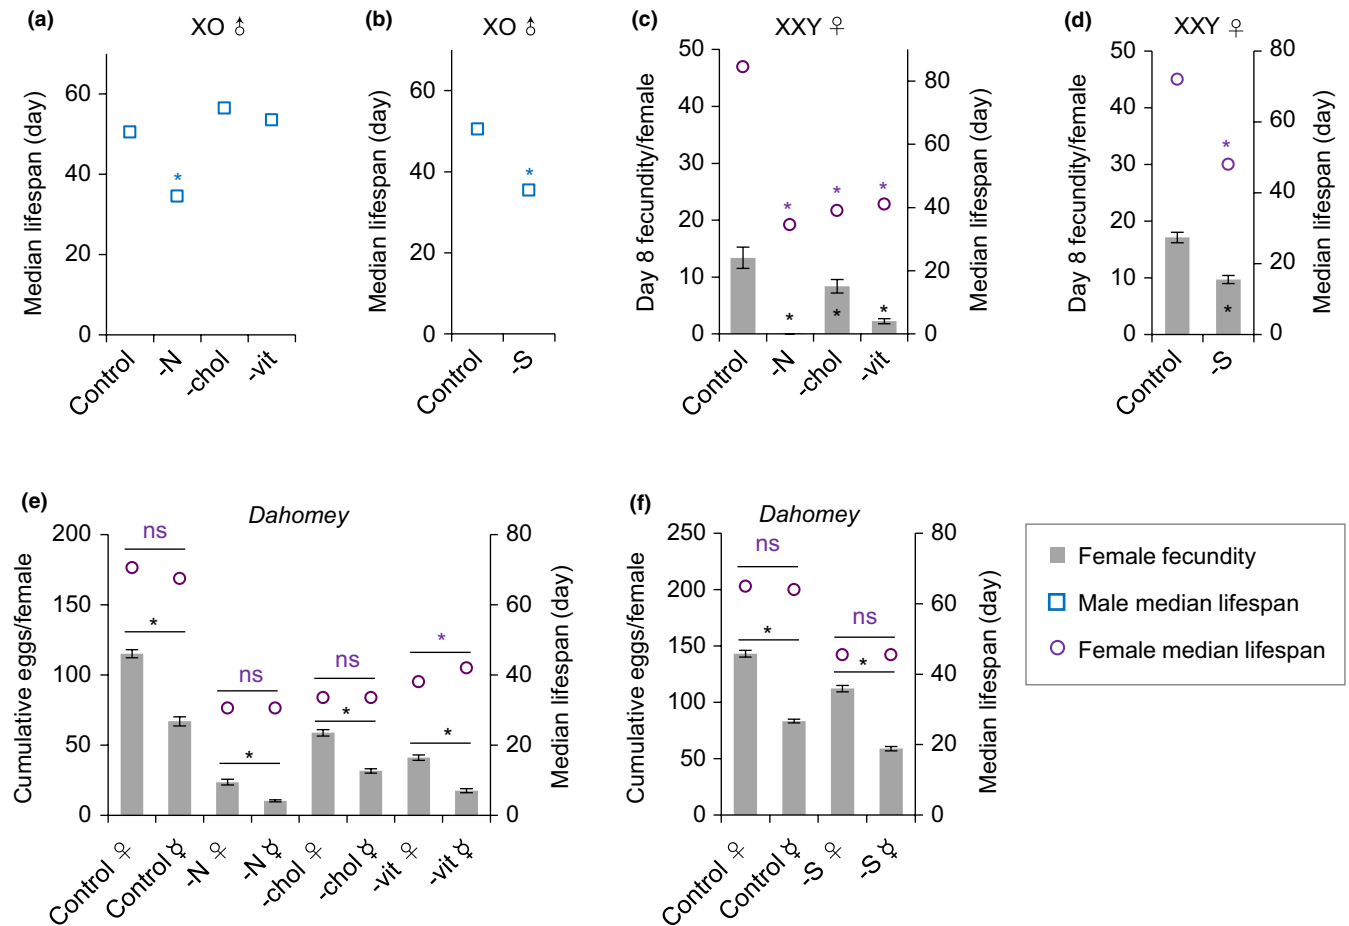 (a)
XO ♂
Median lifespan (day)
60
40
20
0
*
Control
-N
-chol
-vit
(b)
XO ♂
Median lifespan (day)
60
40
20
0
*
Control
-S
(c)
XXY ♀
Day 8 fecundity/female
50
40
30
20
10
0
* * *
* * *
80
60
40
20
0
Median lifespan (day)
Control
-N
-chol
-vit
(d)
XXY ♀
Day 8 fecundity/female
50
40
30
20
10
0
*
*
80
60
40
20
0
Median lifespan (day)
Control
-S
(e)
Dahomey
Cumulative eggs/female
200
150
100
50
0
ns
*
ns
*
ns
*
*
*
80
60
40
20
0
Median lifespan (day)
Control ♀
Control ☿
-N ♀
-N ☿
-chol ♀
-chol ☿
-vit ♀
-vit ☿
(f)
Dahomey
Cumulative eggs/female
250
200
150
100
50
0
ns
*
ns
*
80
60
40
20
0
Median lifespan (day)
Control ♀
Control ☿
-S ♀
-S ☿
Female fecundity
Male median lifespan
Female median lifespan